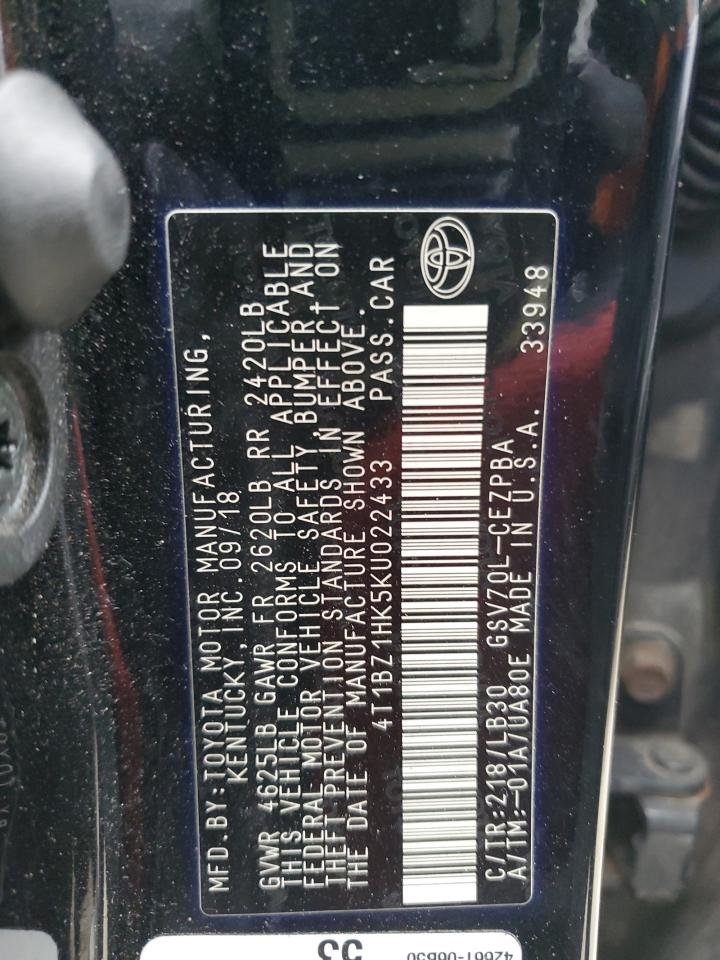 MFD.BY:TOYOTA MOTOR MANUFACTURING,
KENTUCKY,INC.09/18
GVWR 4625LB GAWR FR 2620LB RR 2420LB
THIS VEHICLE CONFORMS TO ALL APPLICABLE
FEDERAL MOTOR VEHICLE SAFETY, BUMPER AND
THEFT PREVENTION STANDARDS IN EFFECT ON
THE DATE OF MANUFACTURE SHOWN ABOVE.
4T1BZ1HK5KU022433 PASS.CAR
C/TR:218/LB30 GSV70L-CEZPBA
A/TM:-01A/UA80E MADE IN U.S.A. 33948
42661-06B30